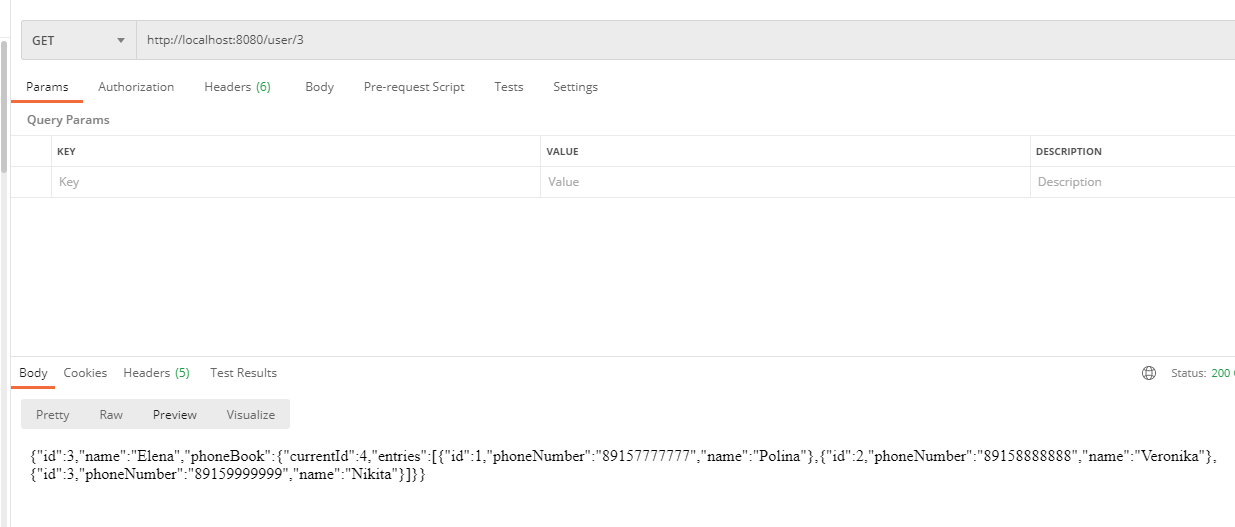 GET http://localhost:8080/user/3
Params Authorization Headers (6) Body Pre-request Script Tests Settings
Query Params
KEY VALUE DESCRIPTION
Key Value Description
Body Cookies Headers (5) Test Results Status: 200
Pretty Raw Preview Visualize
{"id":3,"name":"Elena","phoneBook":{"currentId":4,"entries":[{"id":1,"phoneNumber":"89157777777","name":"Polina"},{"id":2,"phoneNumber":"89158888888","name":"Veronika"},
{"id":3,"phoneNumber":"89159999999","name":"Nikita"}]}}